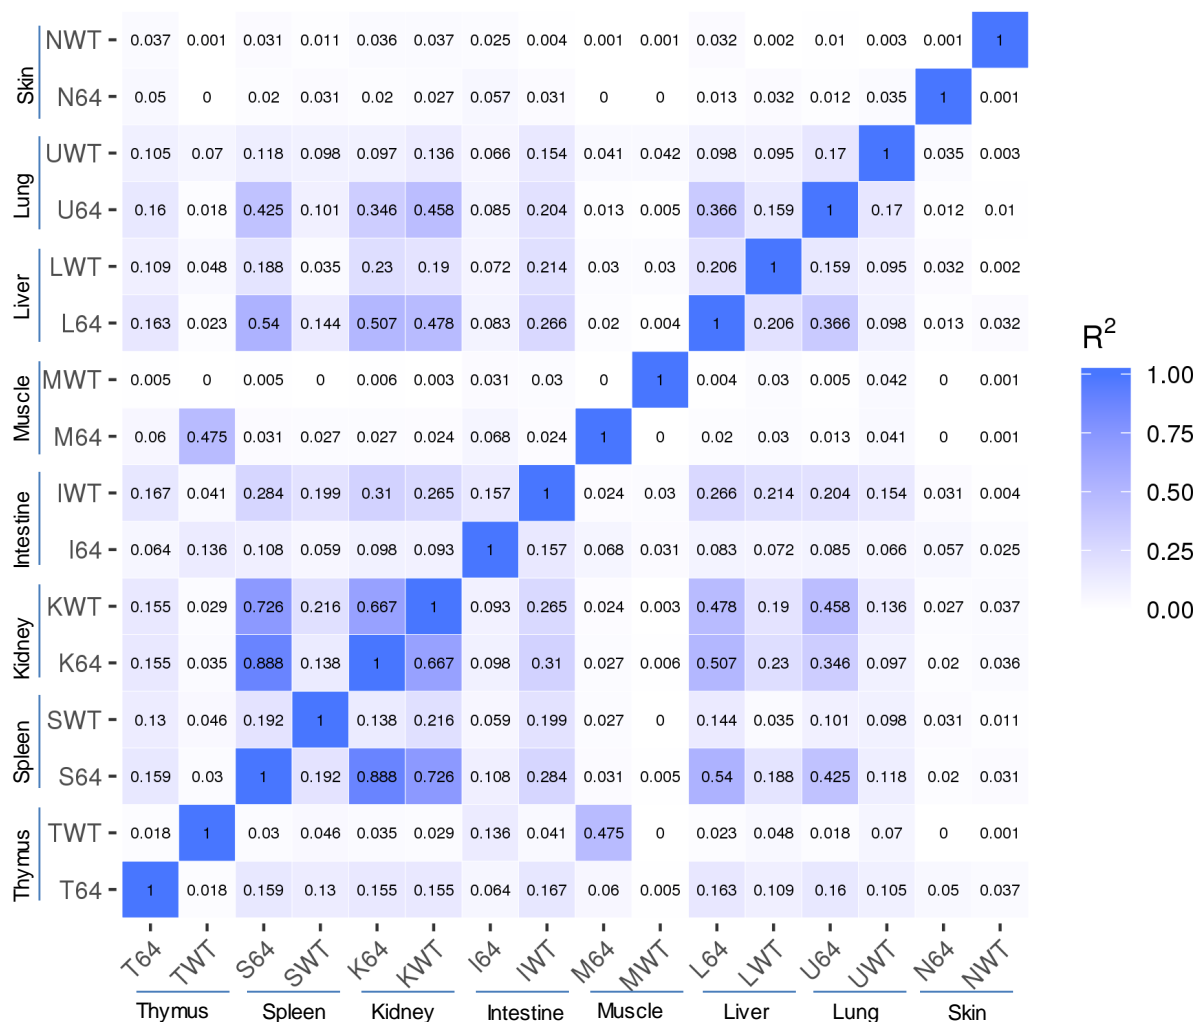 Skin
NWT 0.037 0.001 0.031 0.011 0.036 0.037 0.025 0.004 0.001 0.001 0.032 0.002 0.01 0.003 0.001 1
N64 0.05 0 0.02 0.031 0.02 0.027 0.057 0.031 0 0 0.013 0.032 0.012 0.035 1 0.001
Lung
UWT 0.105 0.07 0.118 0.098 0.097 0.136 0.066 0.154 0.041 0.042 0.098 0.095 0.17 1 0.035 0.003
U64 0.16 0.018 0.425 0.101 0.346 0.458 0.085 0.204 0.013 0.005 0.366 0.159 1 0.17 0.012 0.01
Liver
LWT 0.109 0.048 0.188 0.035 0.23 0.19 0.072 0.214 0.03 0.03 0.206 1 0.159 0.095 0.032 0.002
L64 0.163 0.023 0.54 0.144 0.507 0.478 0.083 0.266 0.02 0.004 1 0.206 0.366 0.098 0.013 0.032
Muscle
MWT 0.005 0 0.005 0 0.006 0.003 0.031 0.03 0 1 0.004 0.03 0.005 0.042 0 0.001
M64 0.06 0.475 0.031 0.027 0.027 0.024 0.068 0.024 1 0 0.02 0.03 0.013 0.041 0 0.001
Intestine
IWT 0.167 0.041 0.284 0.199 0.31 0.265 0.157 1 0.024 0.03 0.266 0.214 0.204 0.154 0.031 0.004
I64 0.064 0.136 0.108 0.059 0.098 0.093 1 0.157 0.068 0.031 0.083 0.072 0.085 0.066 0.057 0.025
Kidney
KWT 0.155 0.029 0.726 0.216 0.667 1 0.093 0.265 0.024 0.003 0.478 0.19 0.458 0.136 0.027 0.037
K64 0.155 0.035 0.888 0.138 1 0.667 0.098 0.31 0.027 0.006 0.507 0.23 0.346 0.097 0.02 0.036
Spleen
SWT 0.13 0.046 0.192 1 0.138 0.216 0.059 0.199 0.027 0 0.144 0.035 0.101 0.098 0.031 0.011
S64 0.159 0.03 1 0.192 0.888 0.726 0.108 0.284 0.031 0.005 0.54 0.188 0.425 0.118 0.02 0.031
Thymus
TWT 0.018 1 0.03 0.046 0.035 0.029 0.136 0.041 0.475 0 0.023 0.048 0.018 0.07 0 0.001
T64 1 0.018 0.159 0.13 0.155 0.155 0.064 0.167 0.06 0.005 0.163 0.109 0.16 0.105 0.05 0.037
T64 TWT S64 SWT K64 KWT I64 IWT M64 MWT L64 LWT U64 UWT N64 NWT
Thymus Spleen Kidney Intestine Muscle Liver Lung Skin
R²
1.00
0.75
0.50
0.25
0.00